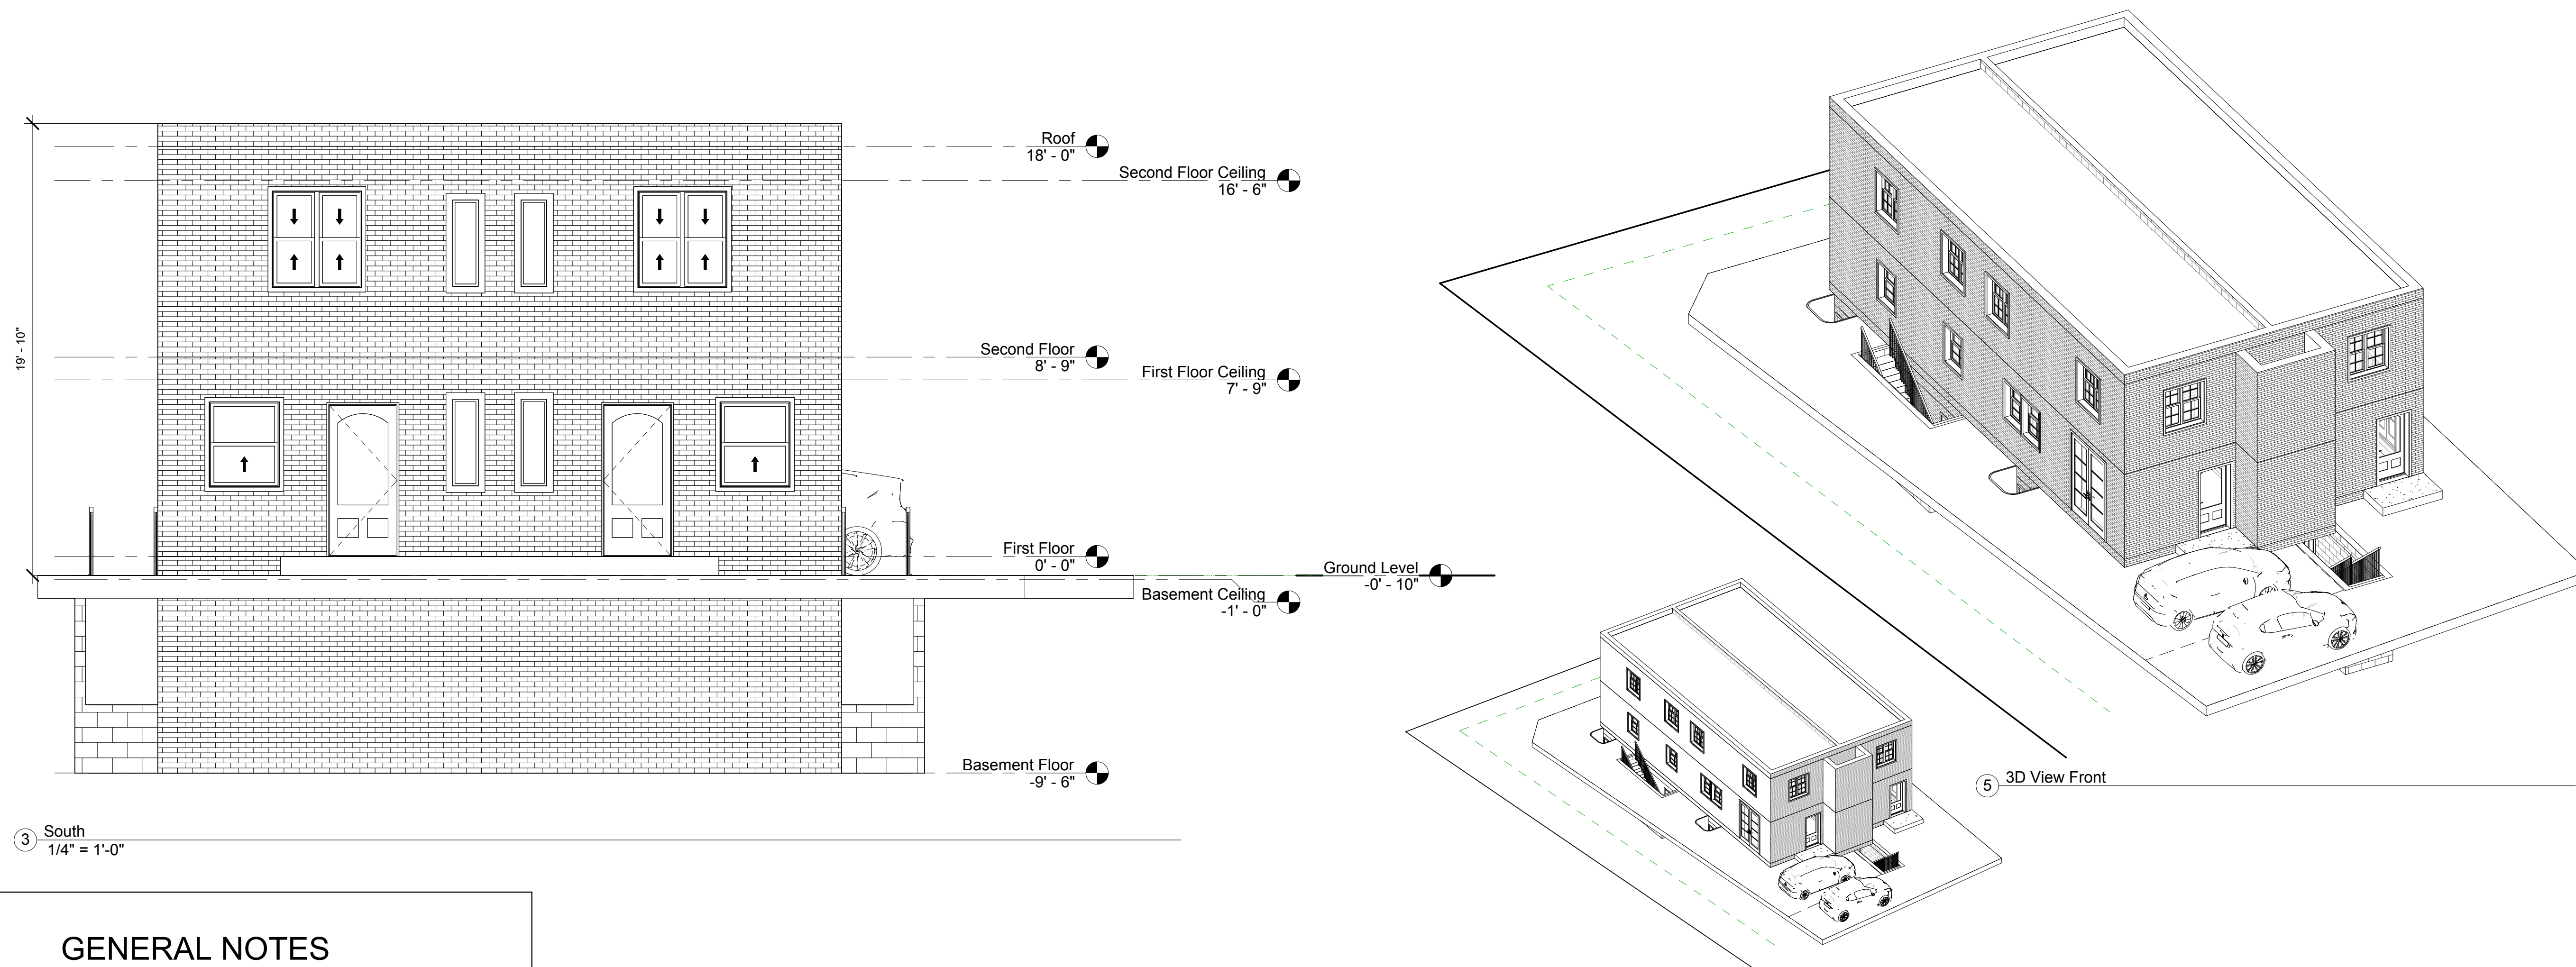 Roof
18' - 0"
Second Floor Ceiling
16' - 6"
19' - 10"
Second Floor
8' - 9"
First Floor Ceiling
7' - 9"
First Floor
0' - 0"
Ground Level
-0' - 10"
Basement Ceiling
-1' - 0"
Basement Floor
-9' - 6"
3 South
1/4" = 1'-0"
5 3D View Front
GENERAL NOTES